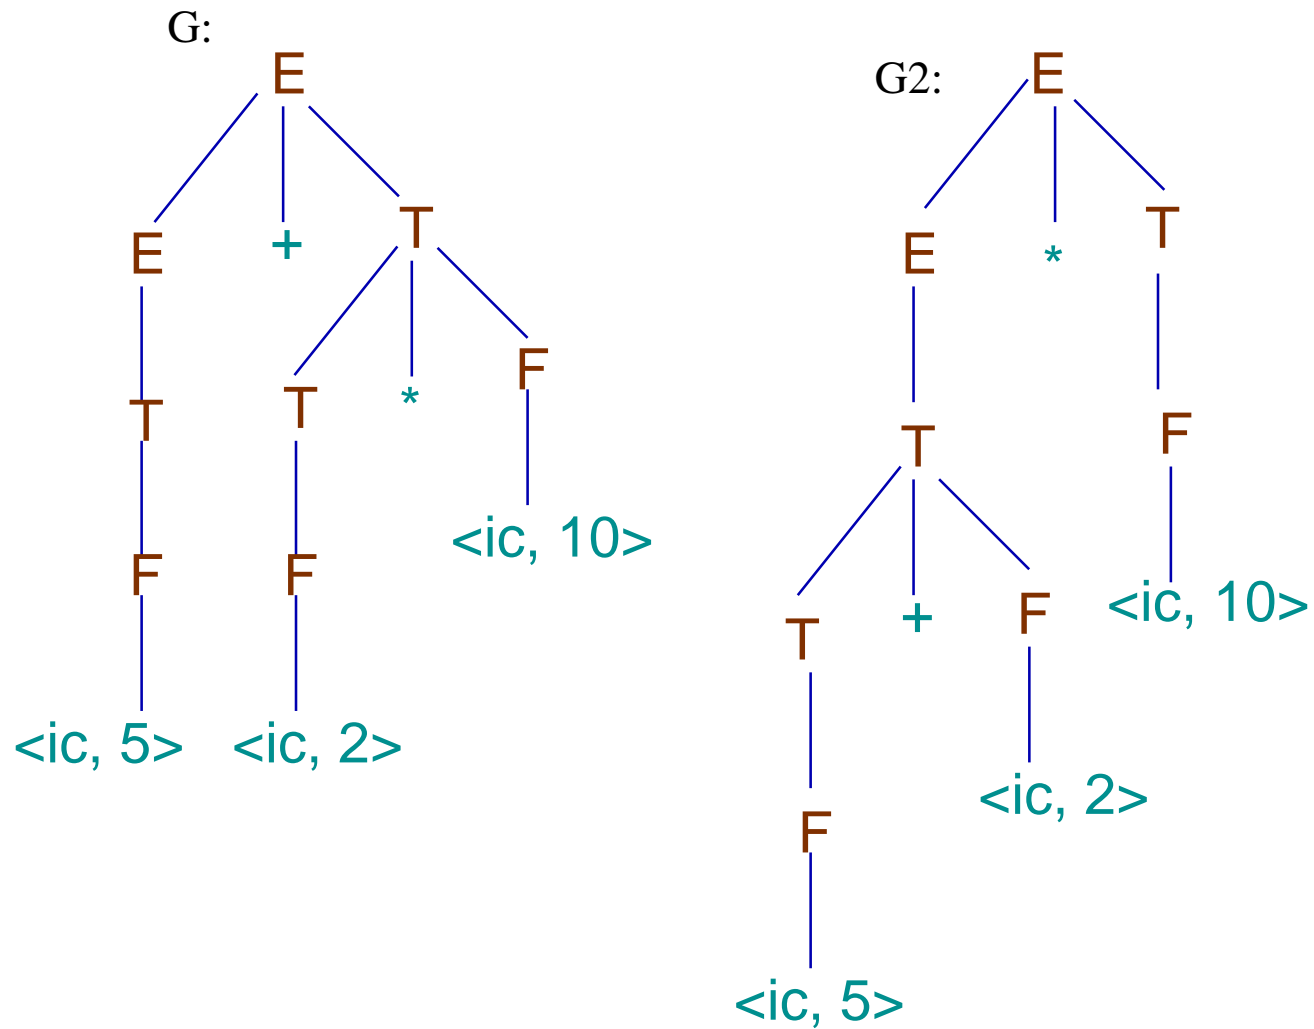 G:
E
E + T
T T * F
F F <ic, 10>
<ic, 5> <ic, 2>
G2:
E
E * T
T F
T + F <ic, 10>
F <ic, 2>
<ic, 5>